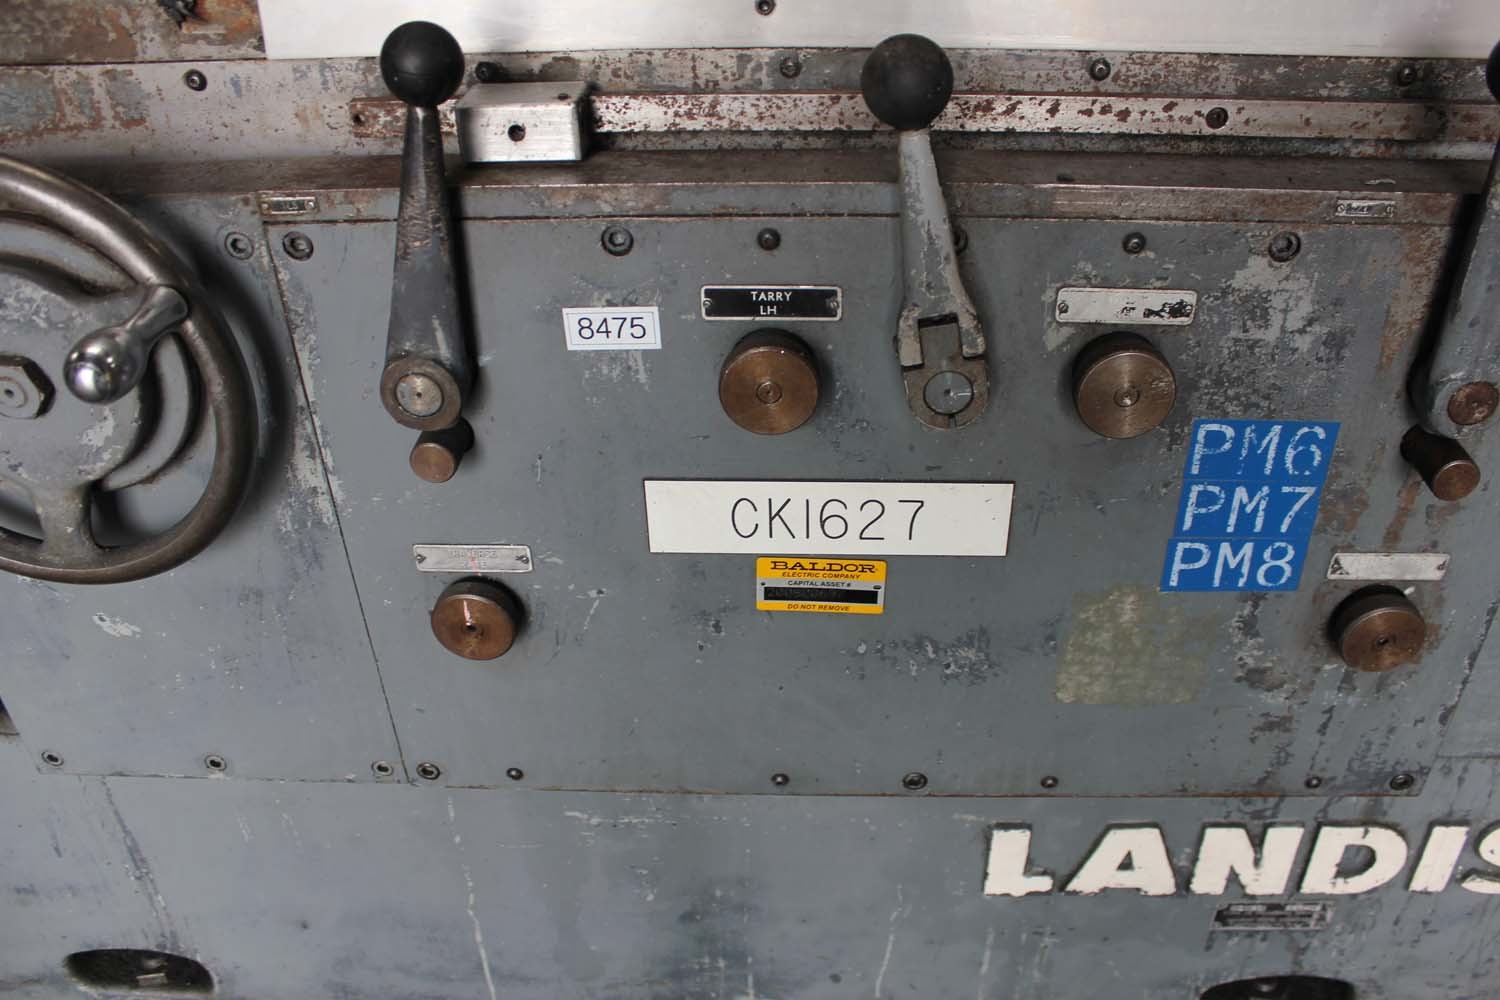 TARRY
LH
8475
CK1627
PM6
PM7
PM8
BALDOR
ELECTRIC COMPANY
CAPITAL ASSET #
DO NOT REMOVE
LANDIS